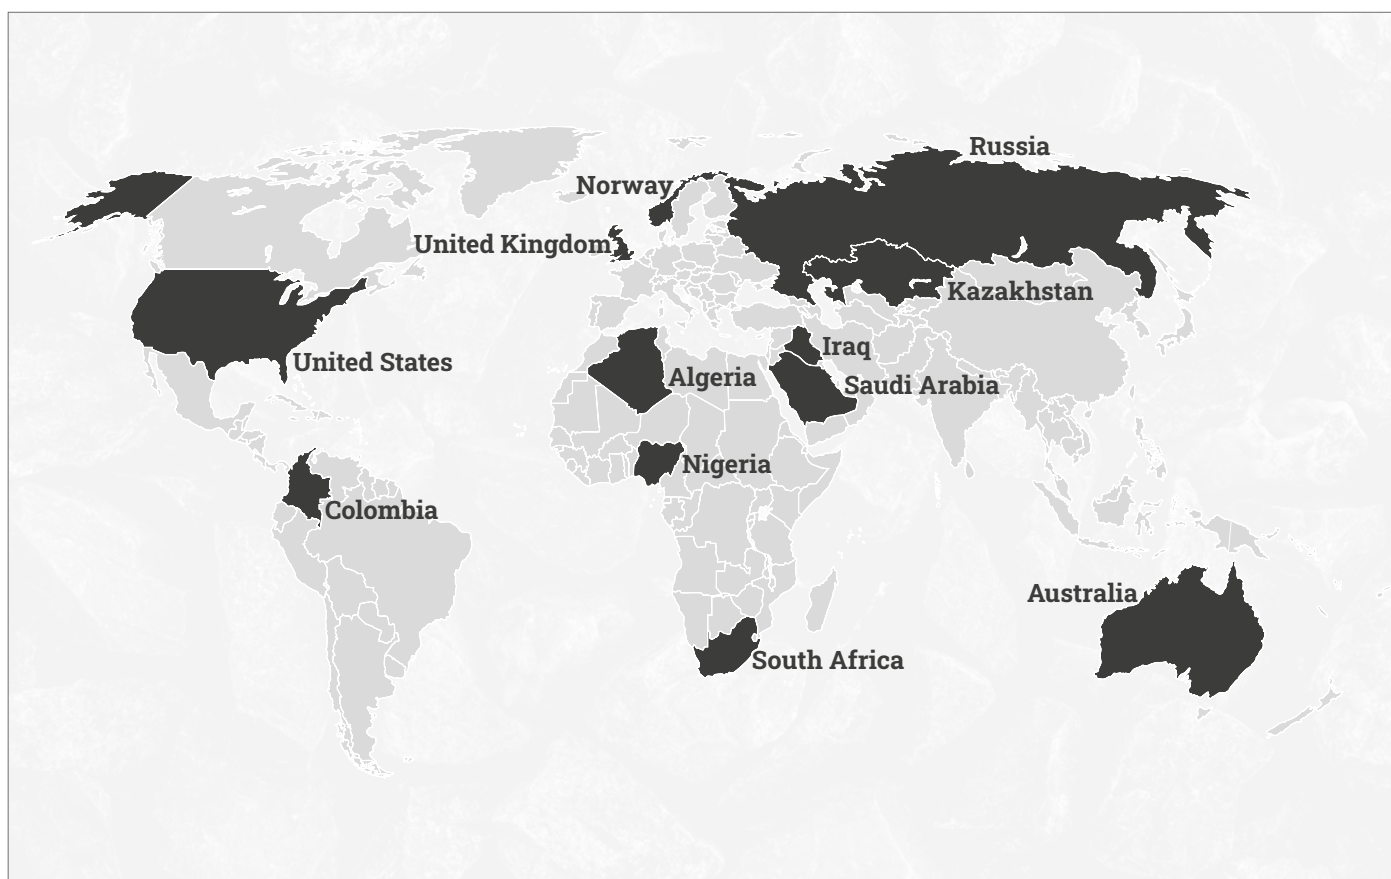 Russia
Norway
United Kingdom
Kazakhstan
Iraq
United States
Algeria
Saudi Arabia
Nigeria
Colombia
Australia
South Africa